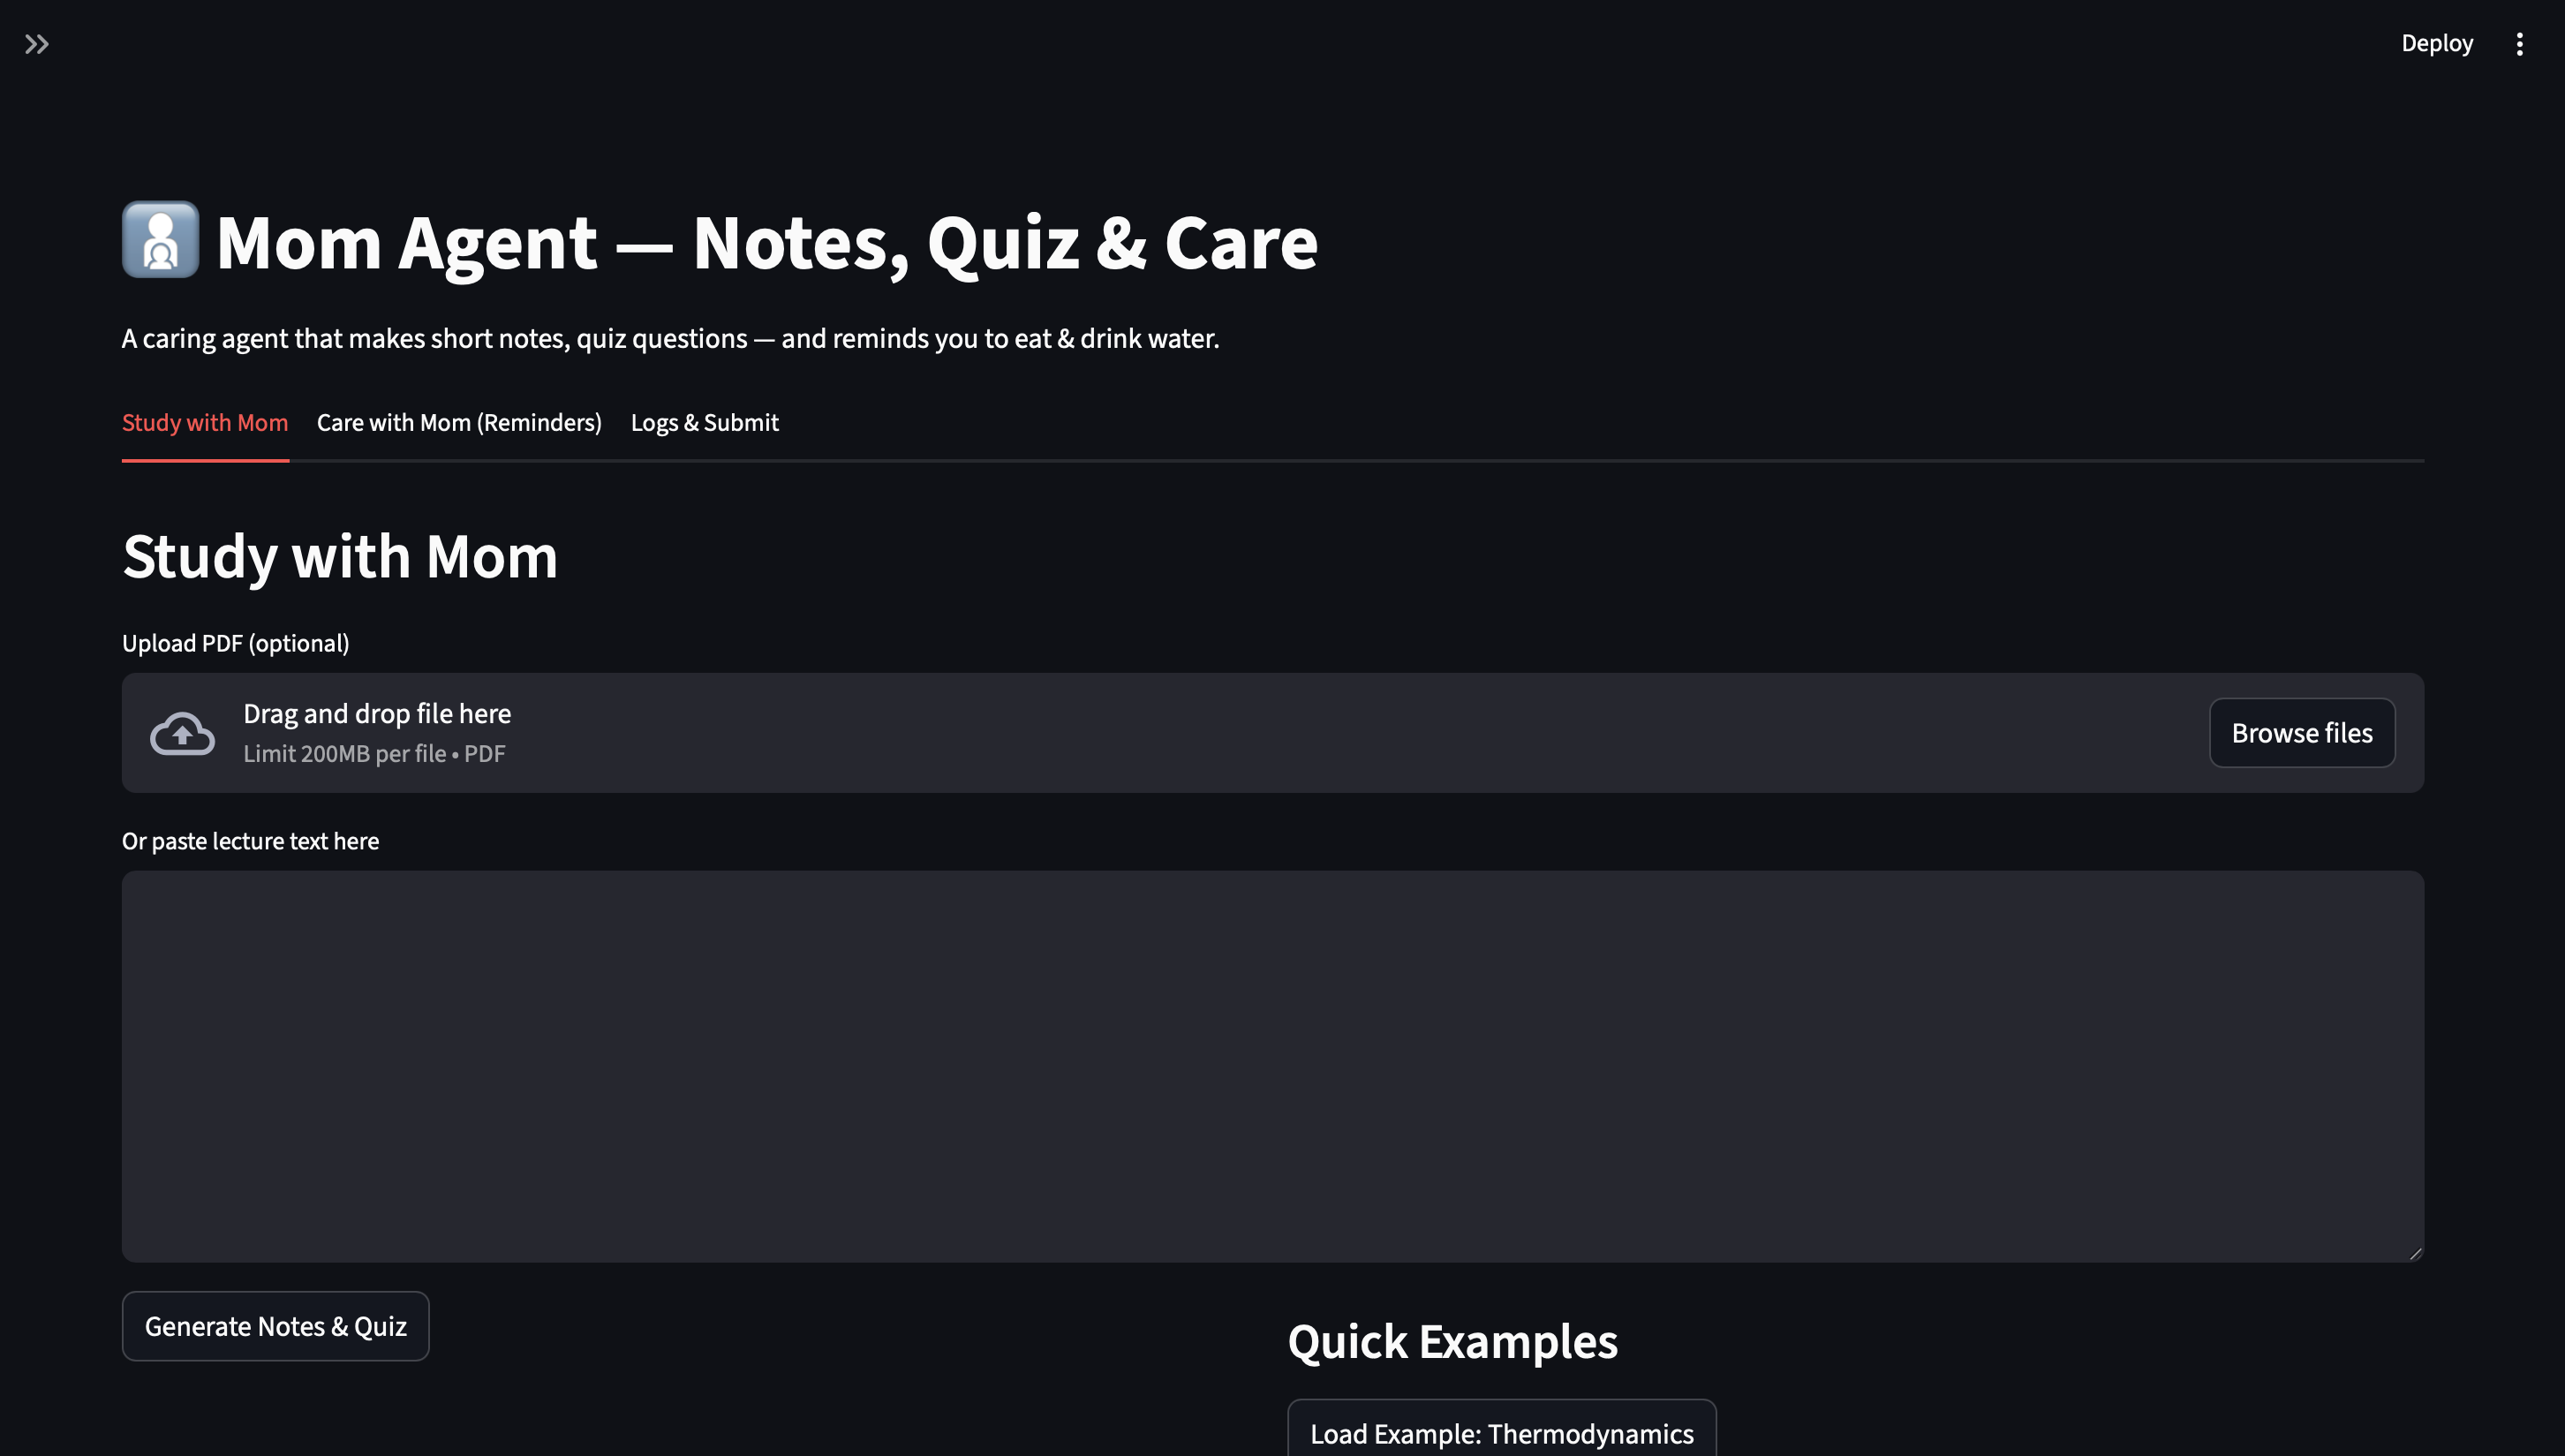 Deploy
Mom Agent — Notes, Quiz & Care
A caring agent that makes short notes, quiz questions — and reminds you to eat & drink water.
Study with Mom
Care with Mom (Reminders)
Logs & Submit
Study with Mom
Upload PDF (optional)
Drag and drop file here
Limit 200MB per file • PDF
Browse files
Or paste lecture text here
Generate Notes & Quiz
Quick Examples
Load Example: Thermodynamics